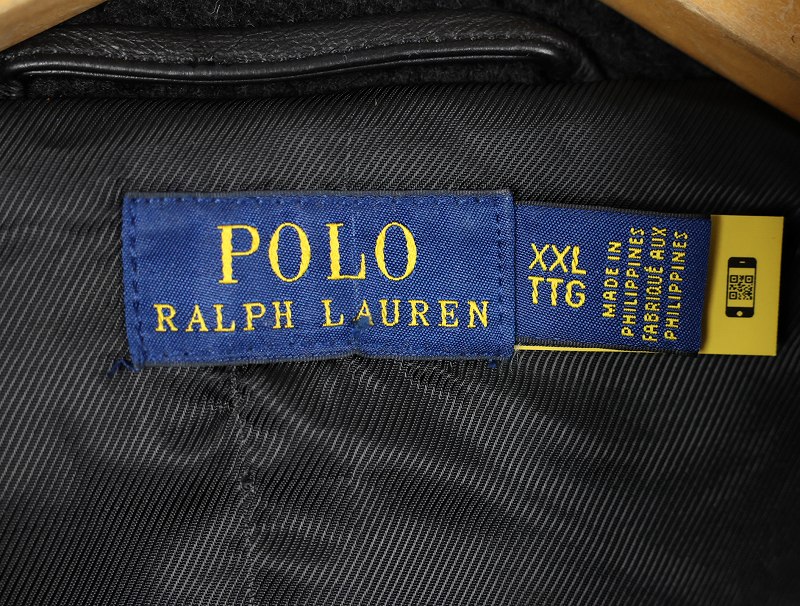 POLO
RALPH LAUREN
XXL
TTG
MADE IN
PHILIPPINES
FABRIQUÉ AUX
PHILIPPINES